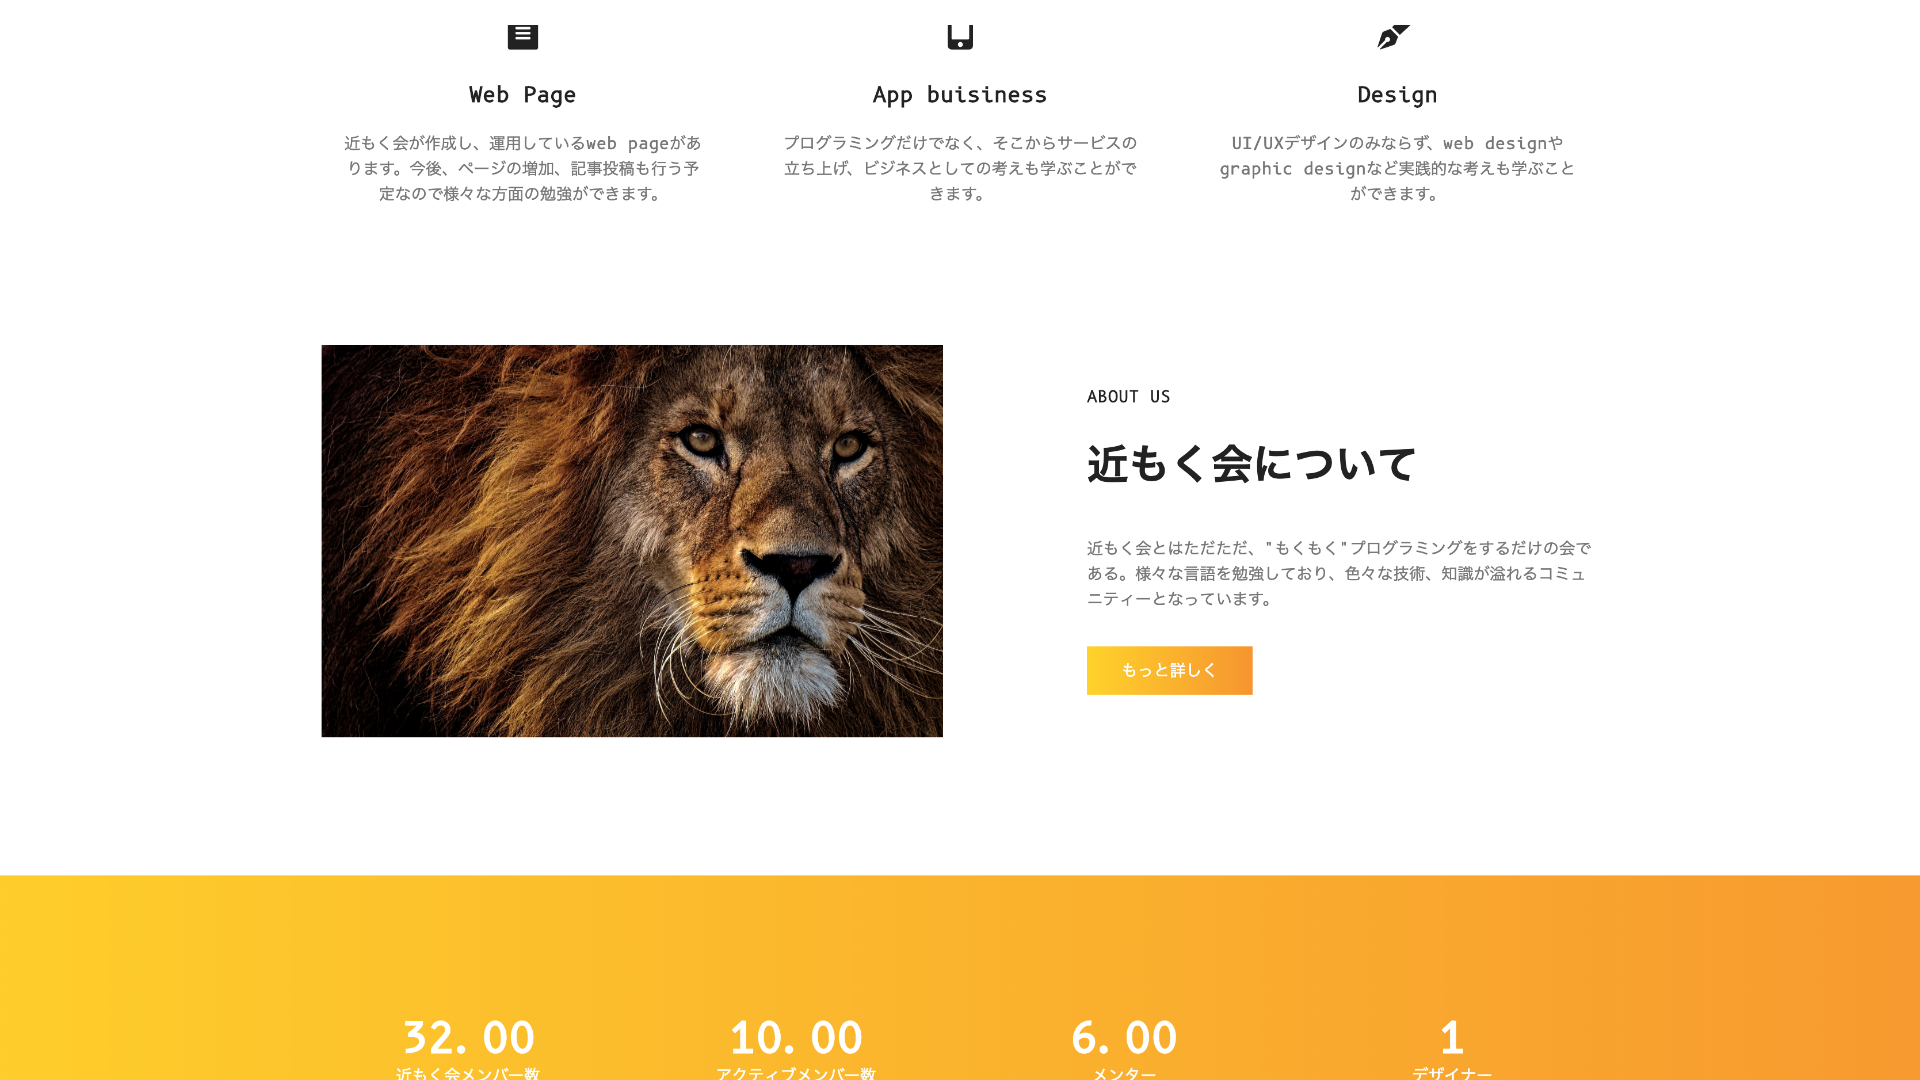 Web Page
近もく会が作成し、運用しているweb pageがあ
ります。今後、ページの増加、記事投稿も行う予
定なので様々な方面の勉強ができます。
App buisiness
プログラミングだけでなく、そこからサービスの
立ち上げ、ビジネスとしての考えも学ぶことがで
きます。
Design
UI/UXデザインのみならず、web designや
graphic designなど実践的な考えも学ぶこと
ができます。
ABOUT US
近もく会について
近もく会とはただただ、"もくもく"プログラミングをするだけの会で
ある。様々な言語を勉強しており、色々な技術、知識が溢れるコミュ
ニティーとなっています。
もっと詳しく
32.00
近もく会メンバー数
10.00
アクティブメンバー数
6.00
メンター
1
デザイナー